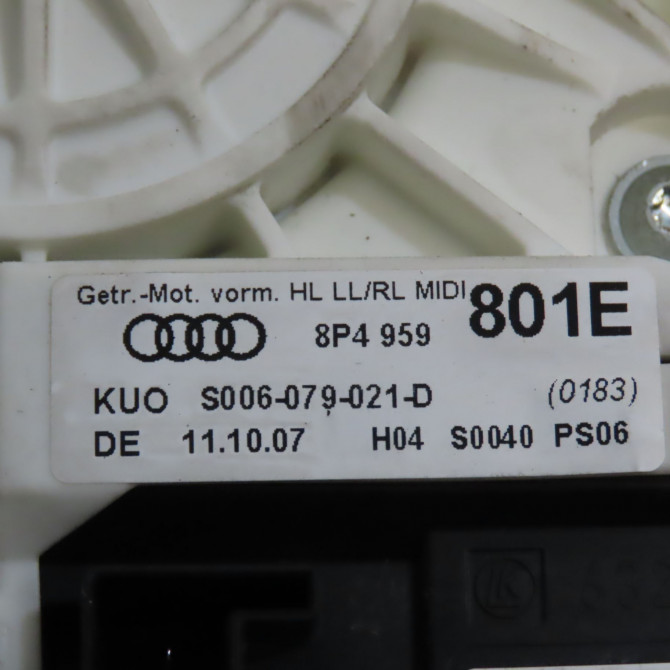 Getr.-Mot. vorm. HL LL/RL MIDI
8P4 959 801E
KUO S006-079-021-D (0183)
DE 11.10.07 H04 S0040 PS06